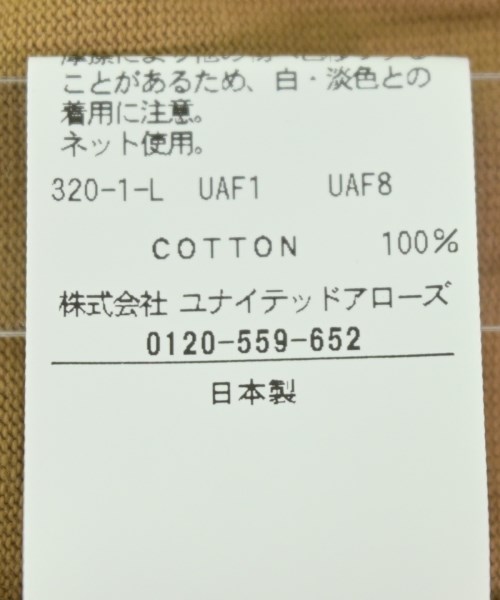 ことがあるため、白・淡色との
着用に注意。
ネット使用。
320-1-L UAF1 UAF8
COTTON 100%
株式会社 ユナイテッドアローズ
0120-559-652
日本製